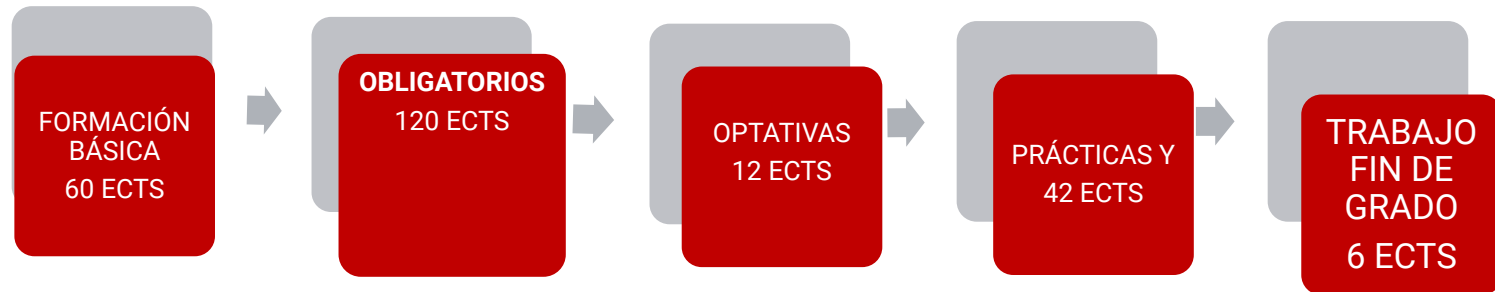 FORMACIÓN
BÁSICA
60 ECTS
OBLIGATORIOS
120 ECTS
OPTATIVAS
12 ECTS
PRÁCTICAS Y
42 ECTS
TRABAJO
FIN DE
GRADO
6 ECTS